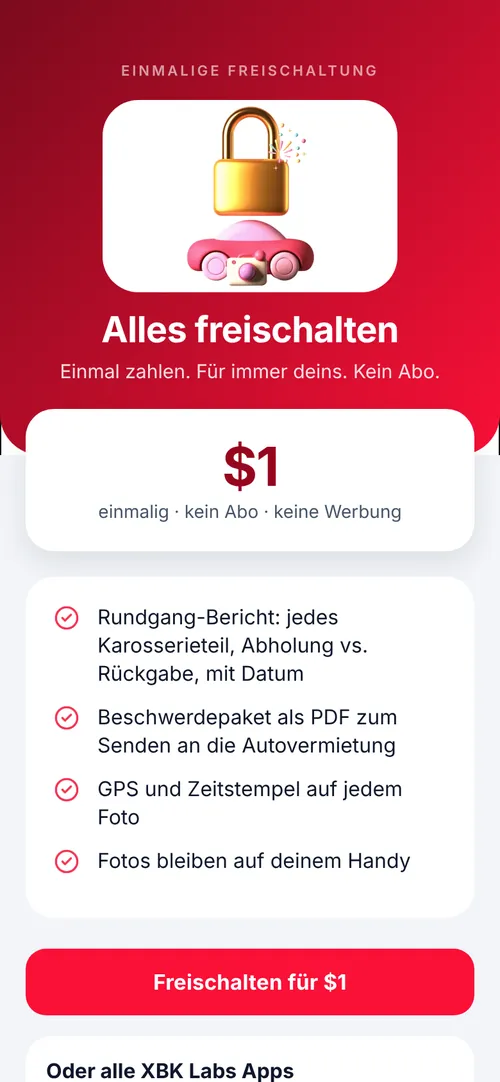 EINMALIGE FREISCHALTUNG
Alles freischalten
Einmal zahlen. Für immer deins. Kein Abo.
$1
einmalig · kein Abo · keine Werbung
Rundgang-Bericht: jedes
Karosserieteil, Abholung vs.
Rückgabe, mit Datum
Beschwerdepaket als PDF zum
Senden an die Autovermietung
GPS und Zeitstempel auf jedem
Foto
Fotos bleiben auf deinem Handy
Freischalten für $1
Oder alle XBK Labs Apps